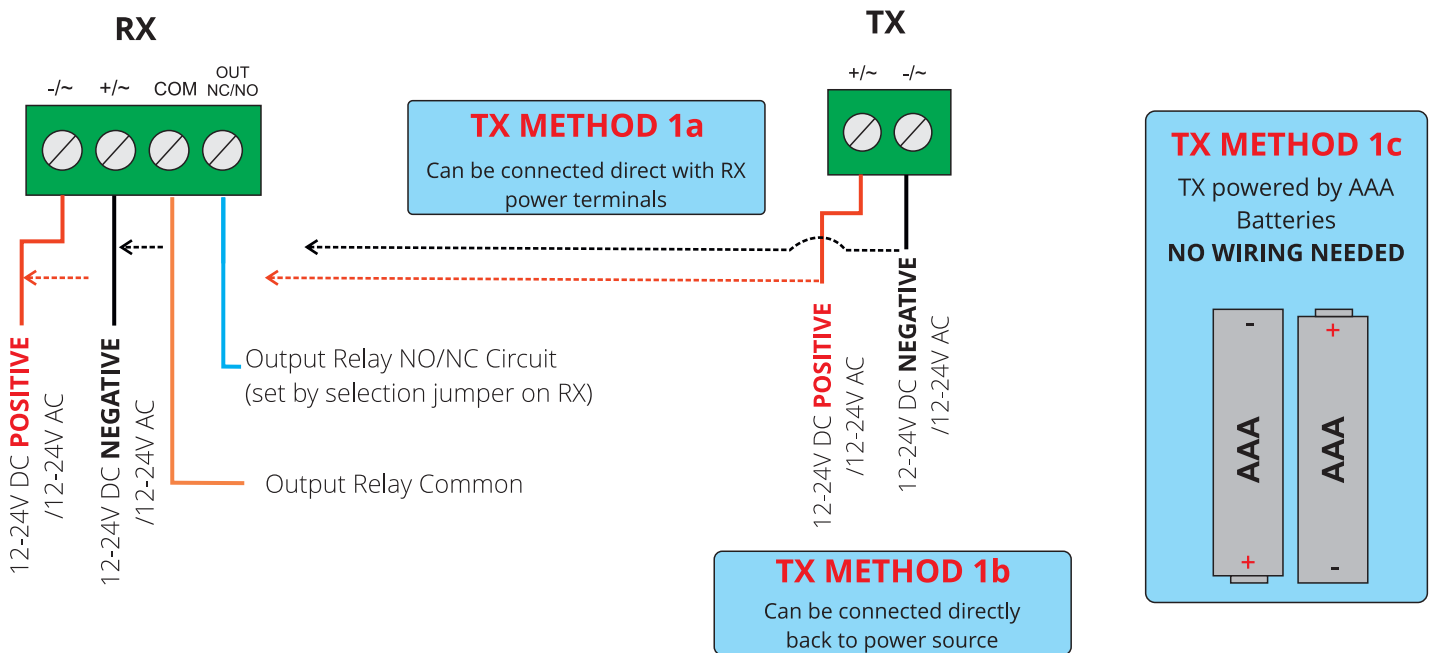 RX
-/~
+/~
COM
OUT
NC/NO
TX
+/~
-/~
TX METHOD 1a
Can be connected direct with RX
power terminals
TX METHOD 1c
TX powered by AAA
Batteries
NO WIRING NEEDED
-
+
AAA
AAA
+
-
12-24V DC POSITIVE
/12-24V AC
12-24V DC NEGATIVE
/12-24V AC
Output Relay NO/NC Circuit
(set by selection jumper on RX)
Output Relay Common
12-24V DC POSITIVE
/12-24V AC
12-24V DC NEGATIVE
/12-24V AC
TX METHOD 1b
Can be connected directly
back to power source